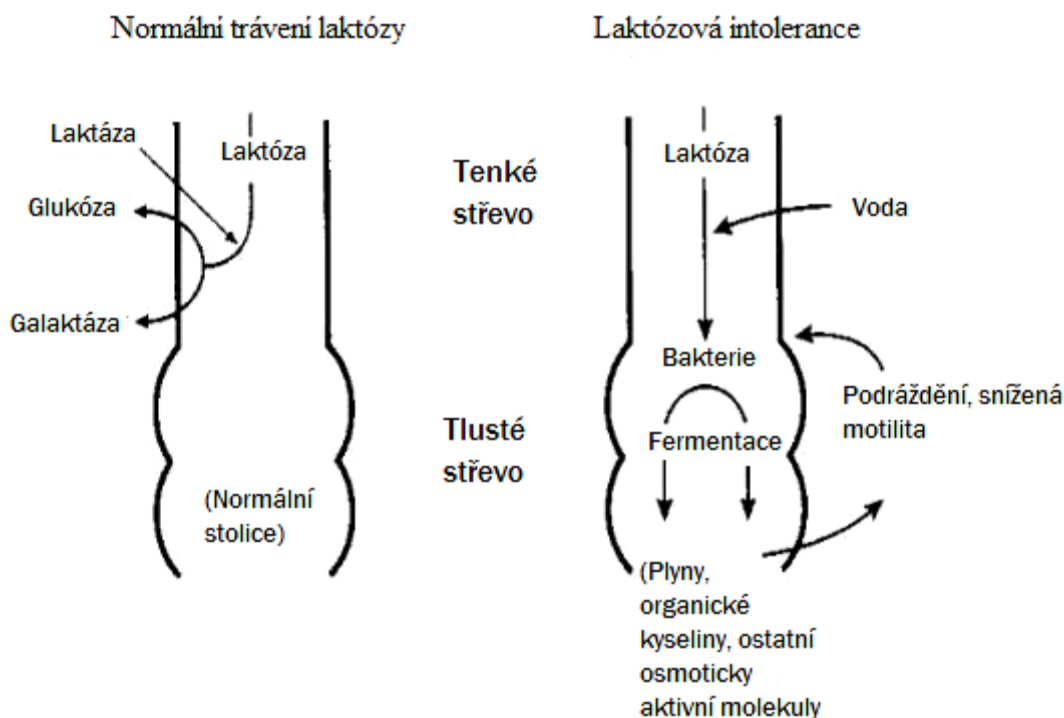 Normální trávení laktózy
Laktáza
Laktóza
Glukóza
Galaktáza
(Normální
stolice)
Tenké
střevo
Tlusté
střevo
Laktózová intolerance
Laktóza
Voda
Bakterie
Fermentace
Podráždění, snížená
motilita
(Plyny,
organické
kyseliny, ostatní
osmoticky
aktivní molekuly